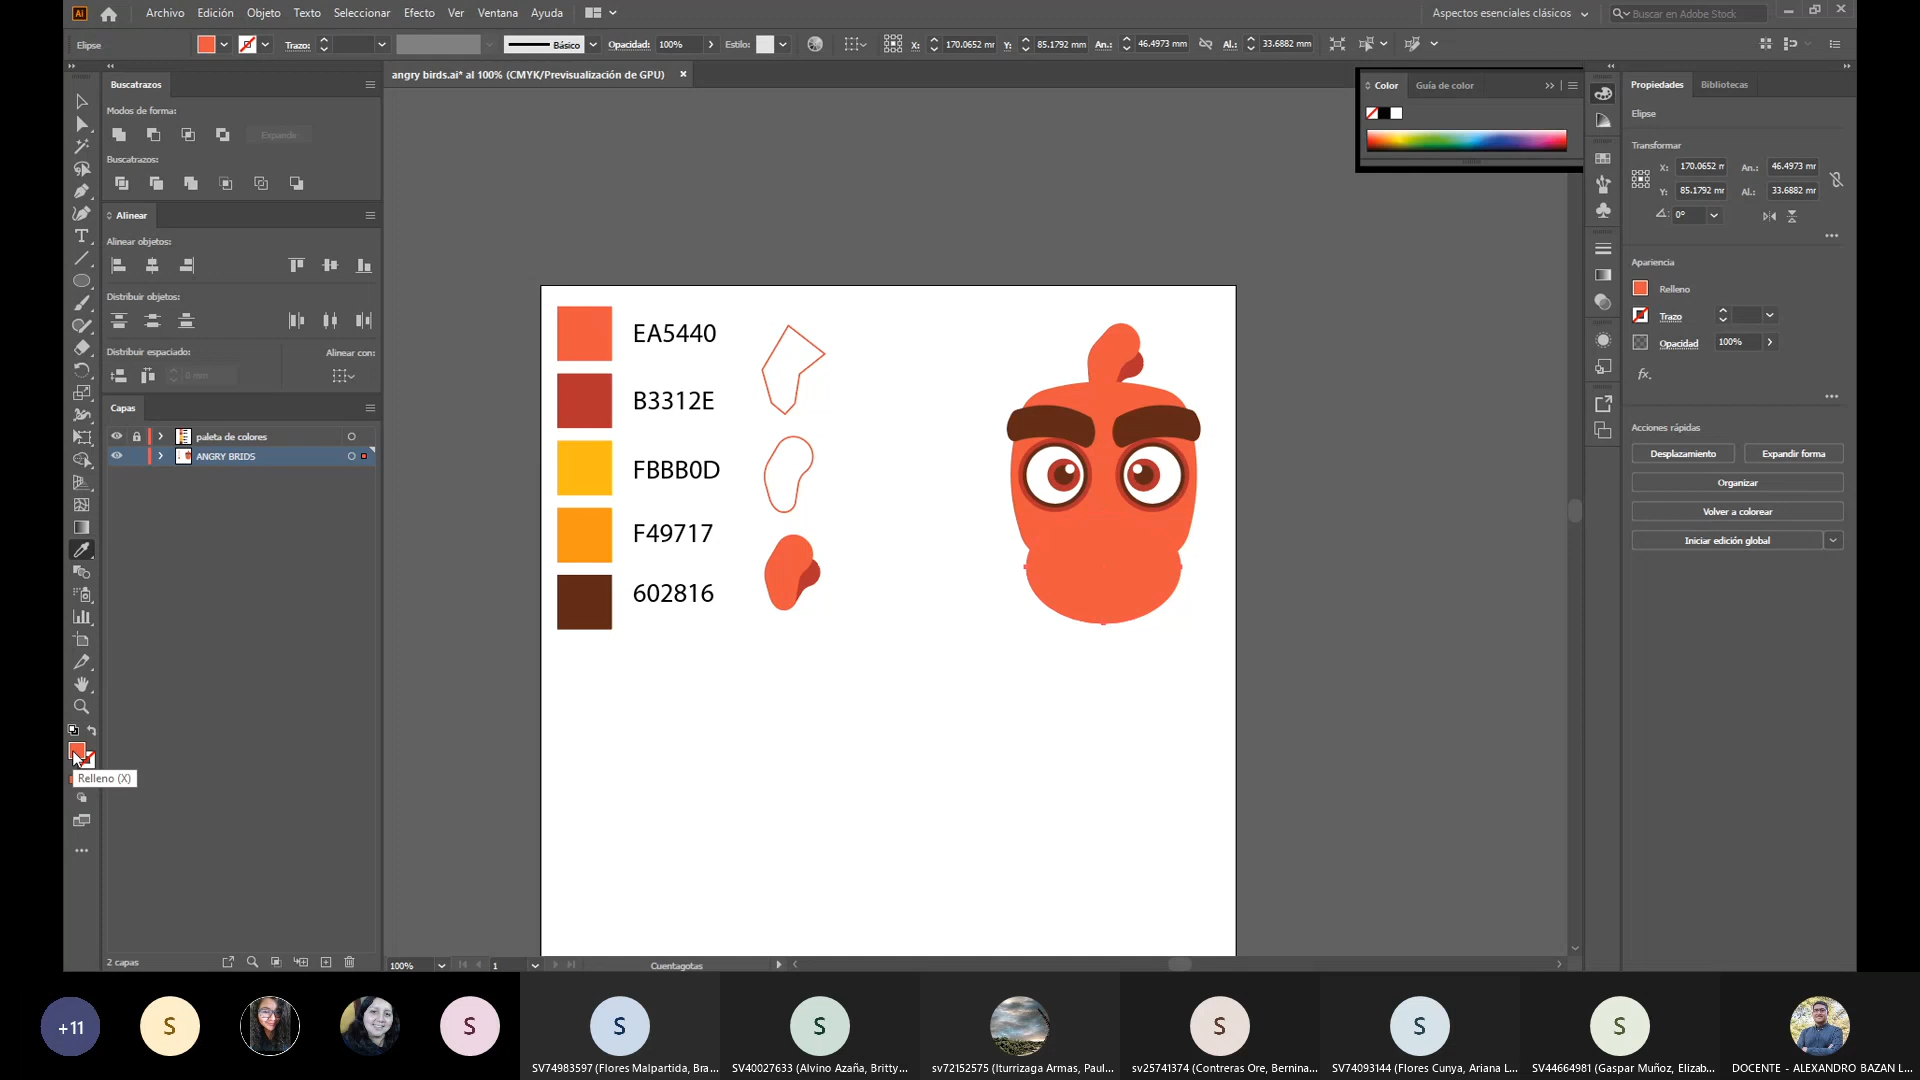 Ai Archivo Edición Objeto Texto Seleccionar Efecto Ver Ventana Ayuda Aspectos esenciales clásicos Buscar en Adobe Stock
Elipse Trazo: Básico Opacidad: 100% Estilo: X: 170.0652 mr Y: 85.1792 mm An.: 46.4973 mm Al.: 33.6882 mm
angry birds.ai* al 100% (CMYK/Previsualización de GPU) ×
Buscatrazos
Modos de forma:
Expande
Buscatrazos:
Alinear
Alinear objetos:
Distribuir objetos:
Distribuir espaciado: Alinear con:
0 mm
Capas
paleta de colores
ANGRY BRIDS
2 capas
Relleno (X)
EA5440
B3312E
FBBB0D
F49717
602816
Color Guía de color
Propiedades Bibliotecas
Elipse
Transformar
X: 170.0652 m An.: 46.4973 mr
Y: 85.1792 mm Al.: 33.6882 mr
0°
Apariencia
Relleno
Trazo
Opacidad 100%
fx.
Acciones rápidas
Desplazamiento Expandir forma
Organizar
Volver a colorear
Iniciar edición global
100% 1 Cuentagotas
+11 S S S S S S S
SV74983597 (Flores Malpartida, Bra... SV40027633 (Alvino Azaña, Britty... sv72152575 (Iturrizaga Armas, Paul... sv25741374 (Contreras Ore, Bernina... SV74093144 (Flores Cunya, Ariana L... SV44664981 (Gaspar Muñoz, Elizab... DOCENTE - ALEXANDRO BAZAN L...